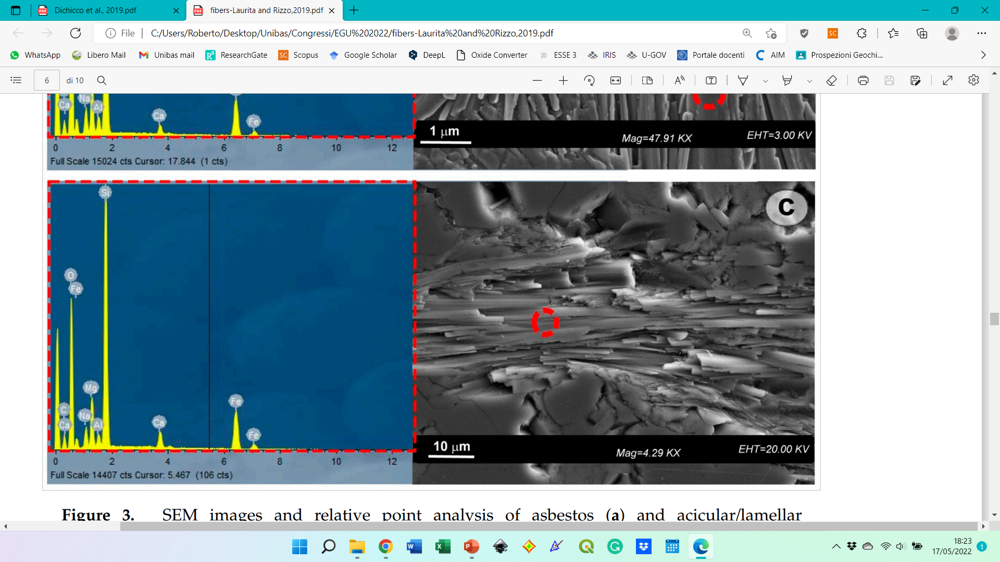 Dichicco et al., 2019.pdf
fibers-Laurita and Rizzo,2019.pdf
File
C:/Users/Roberto/Desktop/Unibas/Congressi/EGU%202022/fibers-Laurita%20and%20Rizzo,2019.pdf
SC
WhatsApp
Libero Mail
Unibas mail
ResearchGate
SC Scopus
Google Scholar
DeepL
Oxide Converter
ESSE 3
IRIS
U-GOV
Portale docenti
AIM
Prospezioni Geochi...
6 di 10
Na
Ca
Al
Ca
Fe
0 2 4 6 8 10 12
Full Scale 15024 cts Cursor: 17.844 (1 cts)
1 μm
Mag=47.91 KX
EHT=3.00 KV
Si
O
Fe
Mg
C
Na
Ca
Al
Ca
Fe
Fe
0 2 4 6 8 10 12
Full Scale 14407 cts Cursor: 5.467 (106 cts)
C
10 μm
Mag=4.29 KX
EHT=20.00 KV
Figure 3. SEM images and relative point analysis of asbestos (a) and acicular/lamellar
18:23
17/05/2022
1